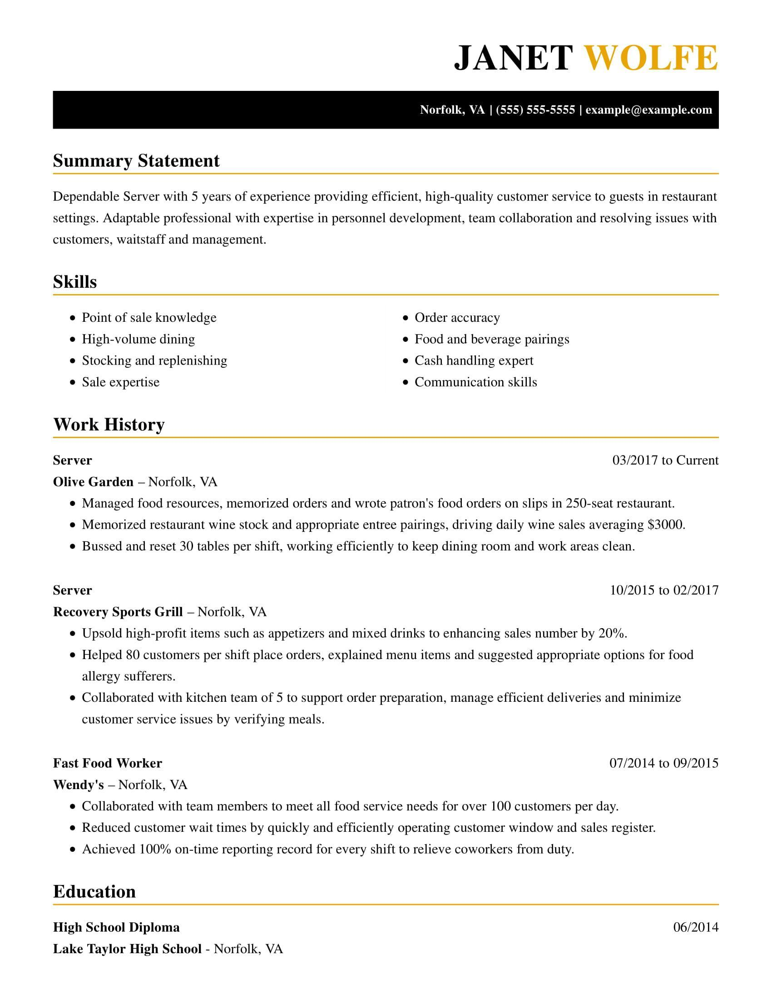 JANET WOLFE
Norfolk, VA | (555) 555-5555 | example@example.com
Summary Statement
Dependable Server with 5 years of experience providing efficient, high-quality customer service to guests in restaurant
settings. Adaptable professional with expertise in personnel development, team collaboration and resolving issues with
customers, waitstaff and management.
Skills
• Point of sale knowledge
• High-volume dining
• Stocking and replenishing
• Sale expertise
• Order accuracy
• Food and beverage pairings
• Cash handling expert
• Communication skills
Work History
Server 03/2017 to Current
Olive Garden – Norfolk, VA
• Managed food resources, memorized orders and wrote patron's food orders on slips in 250-seat restaurant.
• Memorized restaurant wine stock and appropriate entree pairings, driving daily wine sales averaging $3000.
• Bussed and reset 30 tables per shift, working efficiently to keep dining room and work areas clean.
Server 10/2015 to 02/2017
Recovery Sports Grill – Norfolk, VA
• Upsold high-profit items such as appetizers and mixed drinks to enhancing sales number by 20%.
• Helped 80 customers per shift place orders, explained menu items and suggested appropriate options for food
allergy sufferers.
• Collaborated with kitchen team of 5 to support order preparation, manage efficient deliveries and minimize
customer service issues by verifying meals.
Fast Food Worker 07/2014 to 09/2015
Wendy's – Norfolk, VA
• Collaborated with team members to meet all food service needs for over 100 customers per day.
• Reduced customer wait times by quickly and efficiently operating customer window and sales register.
• Achieved 100% on-time reporting record for every shift to relieve coworkers from duty.
Education
High School Diploma 06/2014
Lake Taylor High School - Norfolk, VA